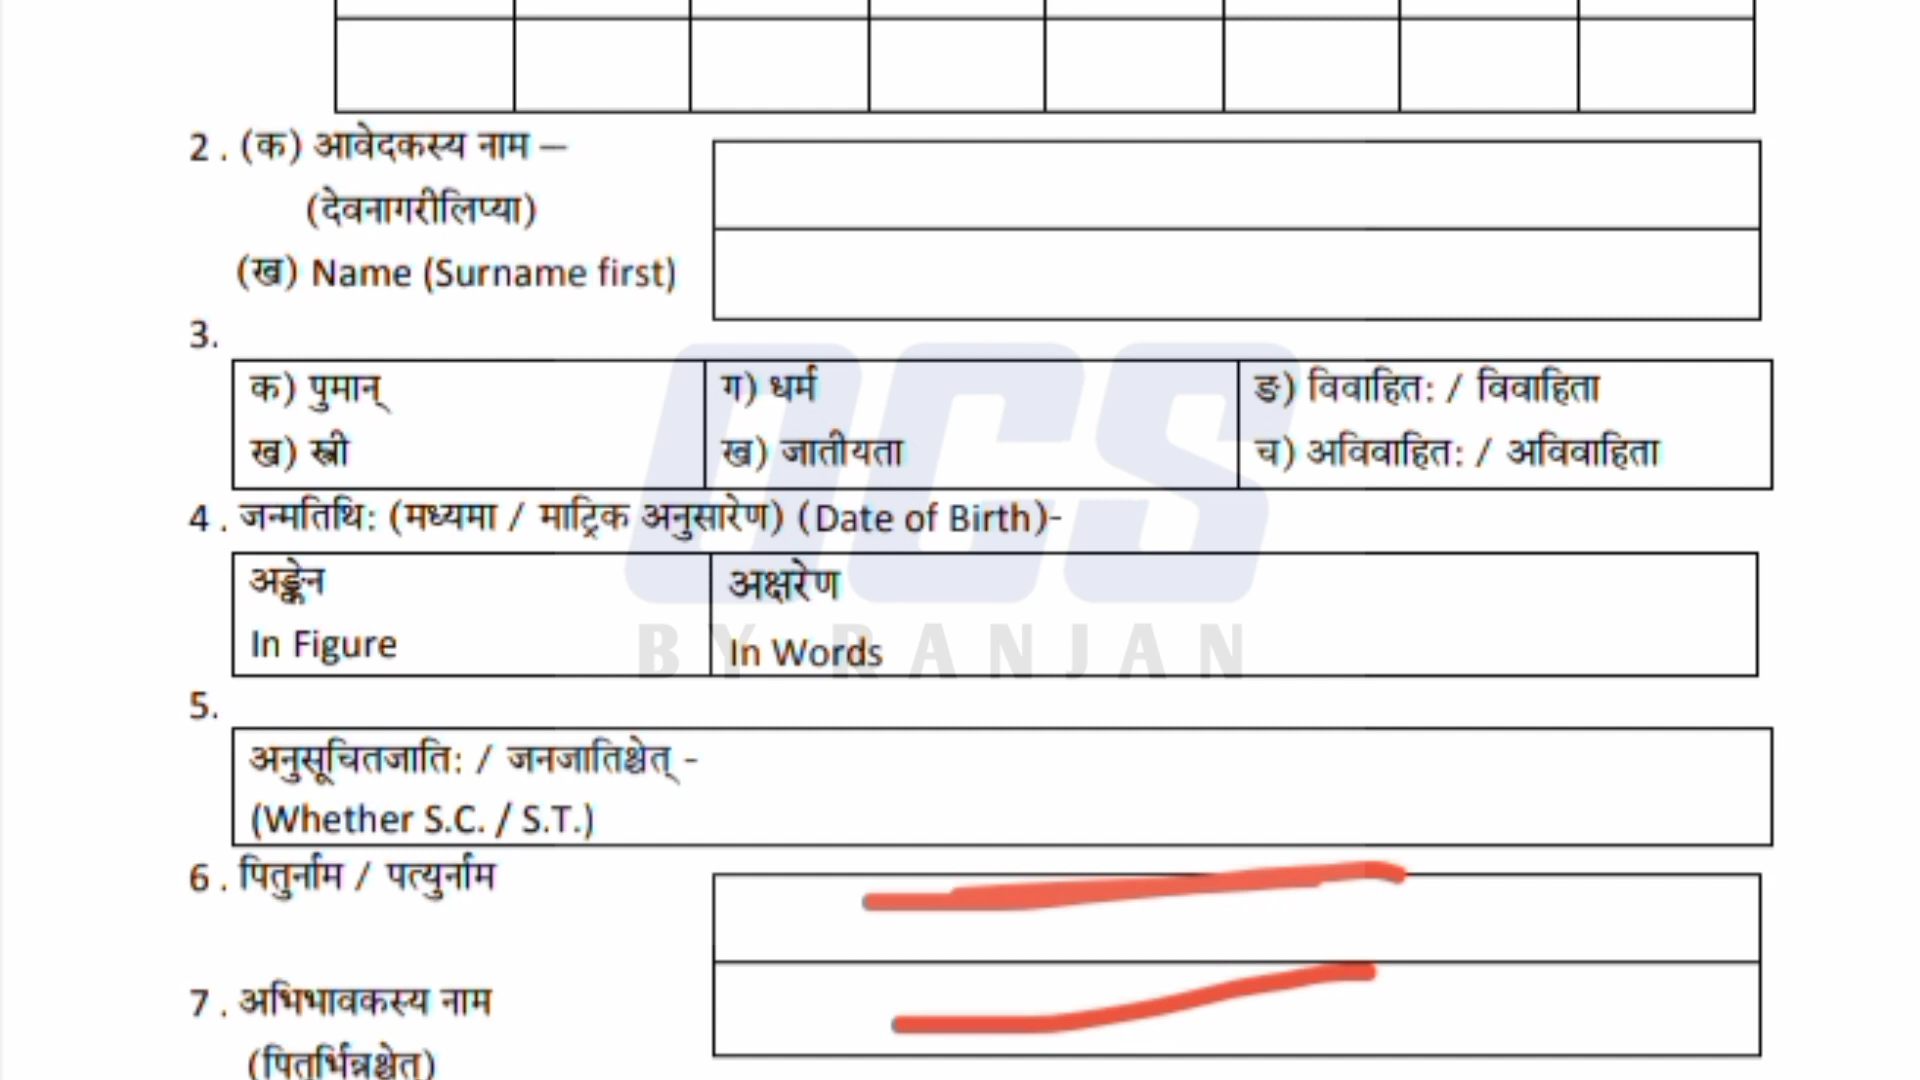 2 . (क) आवेदकस्य नाम –
(देवनागरीलिप्या)
(ख) Name (Surname first)
3.
क) पुमान् ग) धर्म ङ) विवाहित: / विवाहिता
ख) स्त्री ख) जातीयता च) अविवाहित: / अविवाहिता
4 . जन्मतिथि: (मध्यमा / माट्रिक अनुसारेण) (Date of Birth)-
अङ्केन अक्षरेण
In Figure In Words
OCS
BY RANJAN
5.
अनुसूचितजाति: / जनजातिश्चेत् -
(Whether S.C. / S.T.)
6 . पितुर्नाम / पत्युर्नाम
7 . अभिभावकस्य नाम
(पितुर्भिन्नश्चेत्)